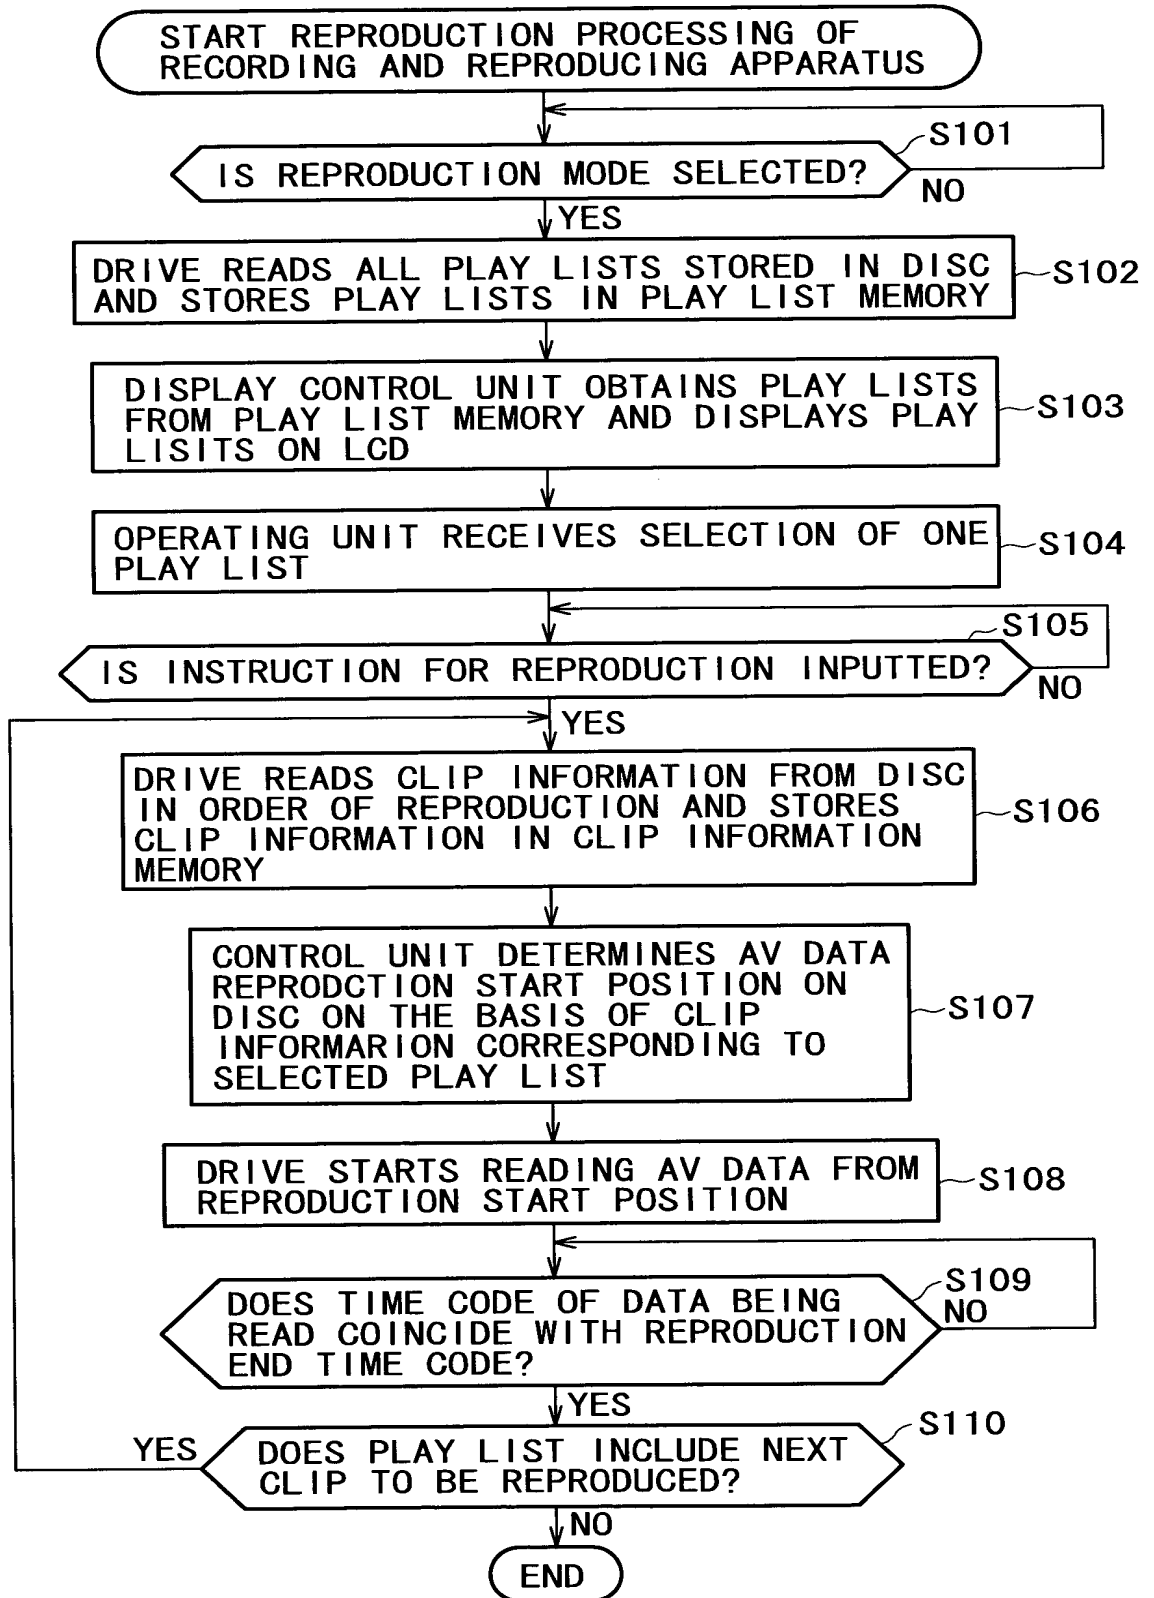 START REPRODUCTION PROCESSING OF
RECORDING AND REPRODUCING APPARATUS
S101
IS REPRODUCTION MODE SELECTED?
NO
YES
DRIVE READS ALL PLAY LISTS STORED IN DISC
AND STORES PLAY LISTS IN PLAY LIST MEMORY
S102
DISPLAY CONTROL UNIT OBTAINS PLAY LISTS
FROM PLAY LIST MEMORY AND DISPLAYS PLAY
LISITS ON LCD
S103
OPERATING UNIT RECEIVES SELECTION OF ONE
PLAY LIST
S104
S105
IS INSTRUCTION FOR REPRODUCTION INPUTTED?
NO
YES
DRIVE READS CLIP INFORMATION FROM DISC
IN ORDER OF REPRODUCTION AND STORES
CLIP INFORMATION IN CLIP INFORMATION
MEMORY
S106
CONTROL UNIT DETERMINES AV DATA
REPRODCTION START POSITION ON
DISC ON THE BASIS OF CLIP
INFORMARION CORRESPONDING TO
SELECTED PLAY LIST
S107
DRIVE STARTS READING AV DATA FROM
REPRODUCTION START POSITION
S108
S109
DOES TIME CODE OF DATA BEING
READ COINCIDE WITH REPRODUCTION
END TIME CODE?
NO
YES
S110
DOES PLAY LIST INCLUDE NEXT
CLIP TO BE REPRODUCED?
YES
NO
END